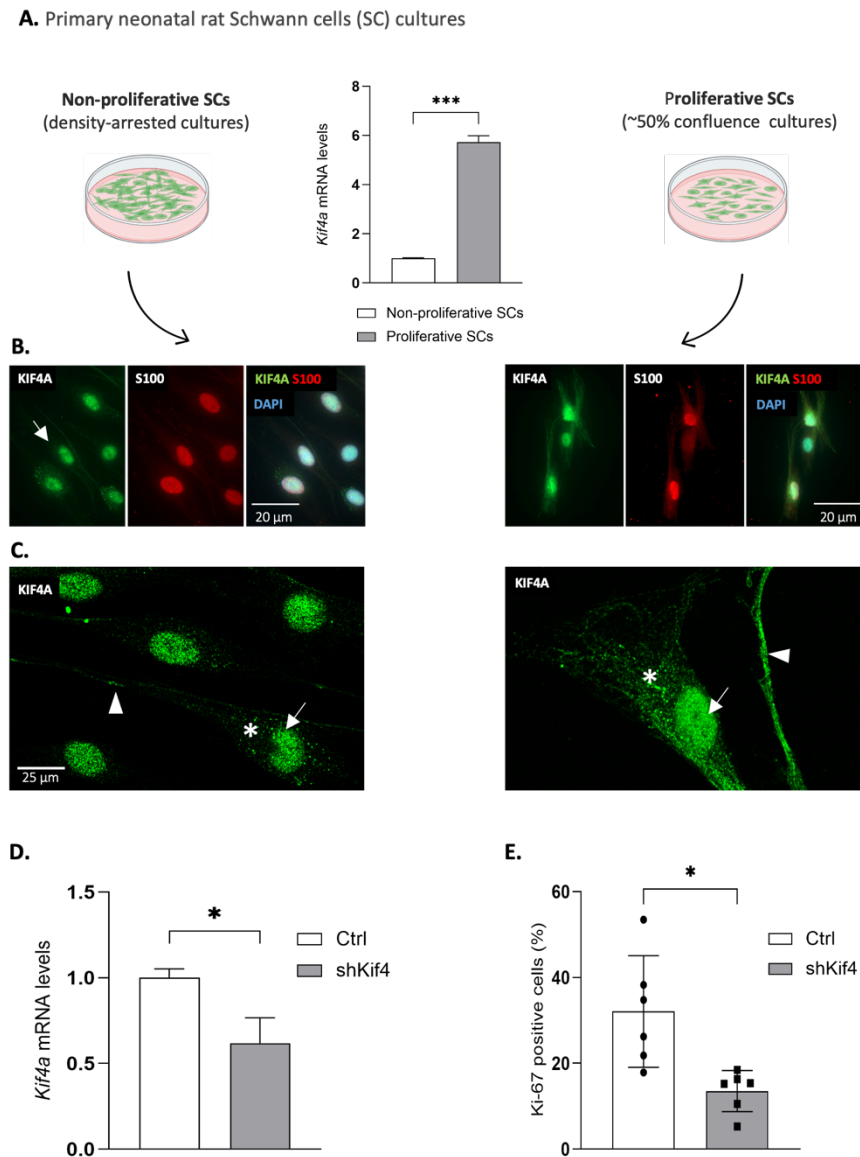 A. Primary neonatal rat Schwann cells (SC) cultures
Non-proliferative SCs
(density-arrested cultures)
Kif4a mRNA levels
8
6
4
2
0
***
Non-proliferative SCs
Proliferative SCs
Proliferative SCs
(~50% confluence cultures)
B.
KIF4A
S100
KIF4A S100
DAPI
20 µm
KIF4A
S100
KIF4A S100
DAPI
20 µm
C.
KIF4A
*
25 µm
KIF4A
*
D.
Kif4a mRNA levels
1.5
1.0
0.5
0.0
*
Ctrl
shKif4
E.
Ki-67 positive cells (%)
60
40
20
0
*
Ctrl
shKif4